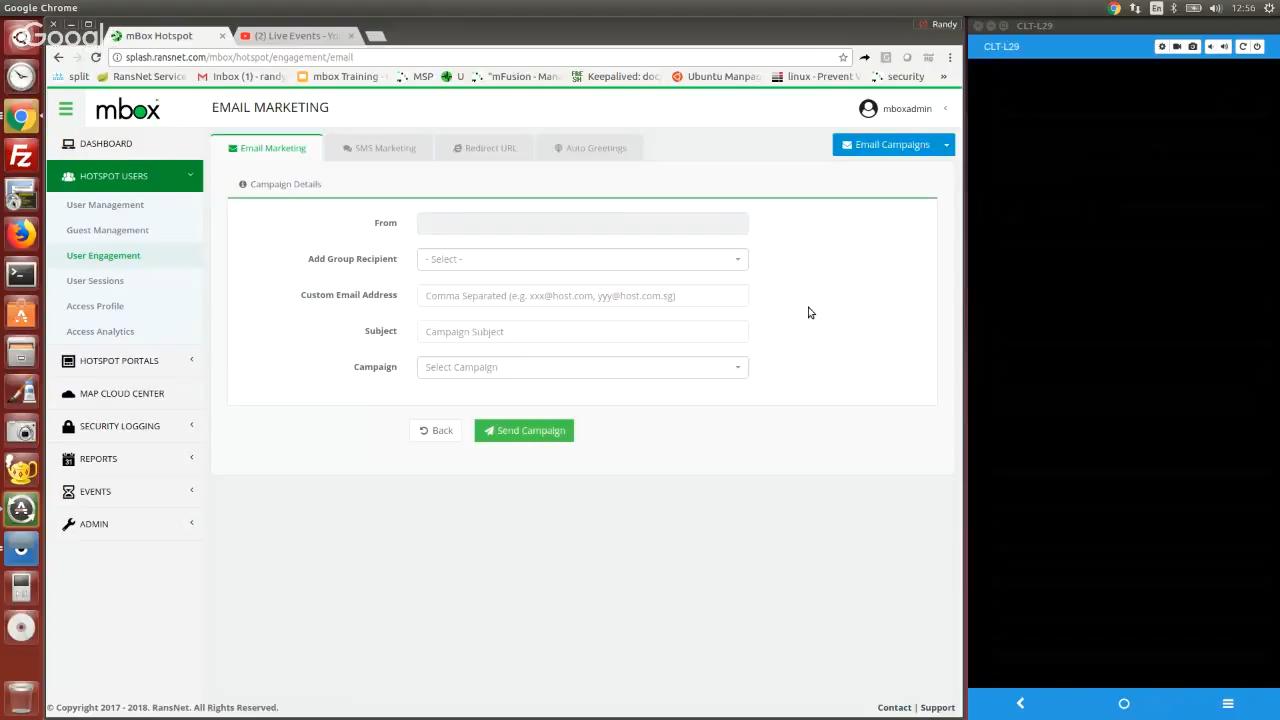 Google Chrome
En
12:56
Google
mBox Hotspot
(2) Live Events - Yo
Randy
CLT-L29
splash.ransnet.com/mbox/hotspot/engagement/email
CLT-L29
split
RansNet Service
Inbox (1) - randy
mbox Training -
MSP
U
"mFusion - Man
Keepalived: doc
Ubuntu Manpa
linux - Prevent V
security
»
mbox
EMAIL MARKETING
mboxadmin
DASHBOARD
Email Marketing
SMS Marketing
Redirect URL
Auto Greetings
Email Campaigns
HOTSPOT USERS
Campaign Details
User Management
From
Guest Management
User Engagement
Add Group Recipient
- Select -
User Sessions
Custom Email Address
Comma Separated (e.g. xxx@host.com, yyy@host.com.sg)
Access Profile
Access Analytics
Subject
Campaign Subject
HOTSPOT PORTALS
Campaign
Select Campaign
MAP CLOUD CENTER
SECURITY LOGGING
Back
Send Campaign
REPORTS
EVENTS
ADMIN
© Copyright 2017 - 2018. RansNet. All Rights Reserved.
Contact | Support